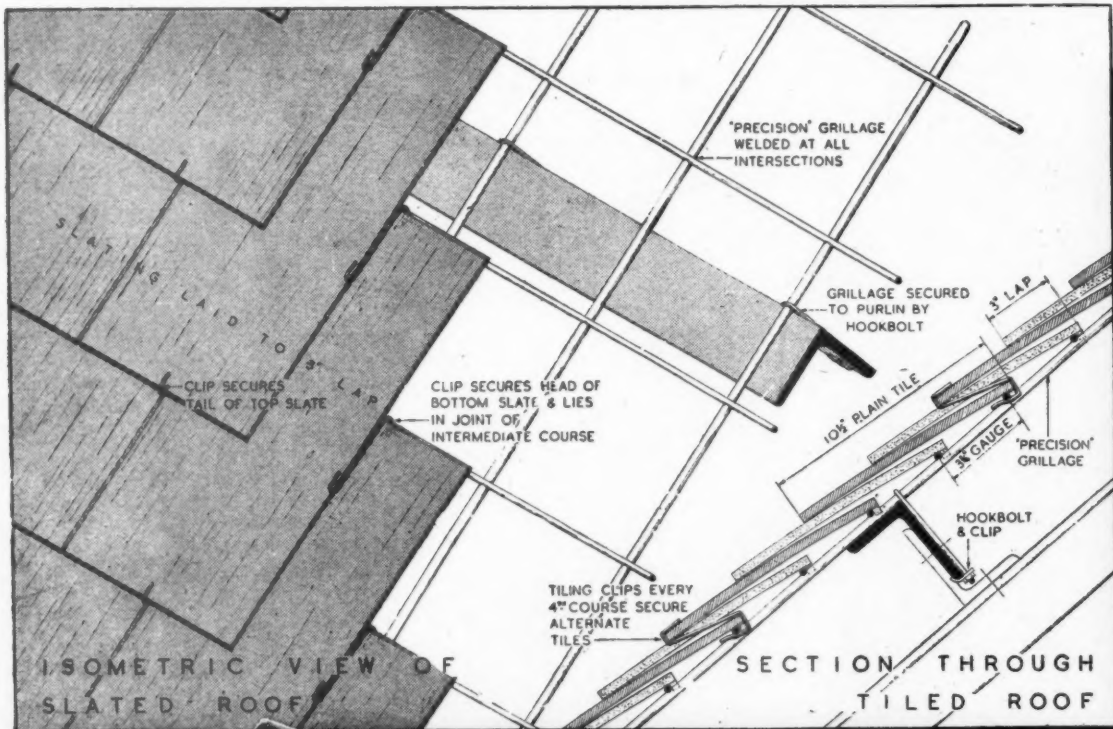 "PRECISION" GRILLAGE
WELDED AT ALL
INTERSECTIONS
SLATING LAID TO 3" LAP
GRILLAGE SECURED
TO PURLIN BY
HOOKBOLT
3" LAP
CLIP SECURES
TAIL OF TOP SLATE
CLIP SECURES HEAD OF
BOTTOM SLATE & LIES
IN JOINT OF
INTERMEDIATE COURSE
10½" PLAIN TILE
GAUGE
"PRECISION"
GRILLAGE
HOOKBOLT
& CLIP
TILING CLIPS EVERY
4TH COURSE SECURE
ALTERNATE
TILES
ISOMETRIC VIEW OF
SLATED ROOF
SECTION THROUGH
TILED ROOF